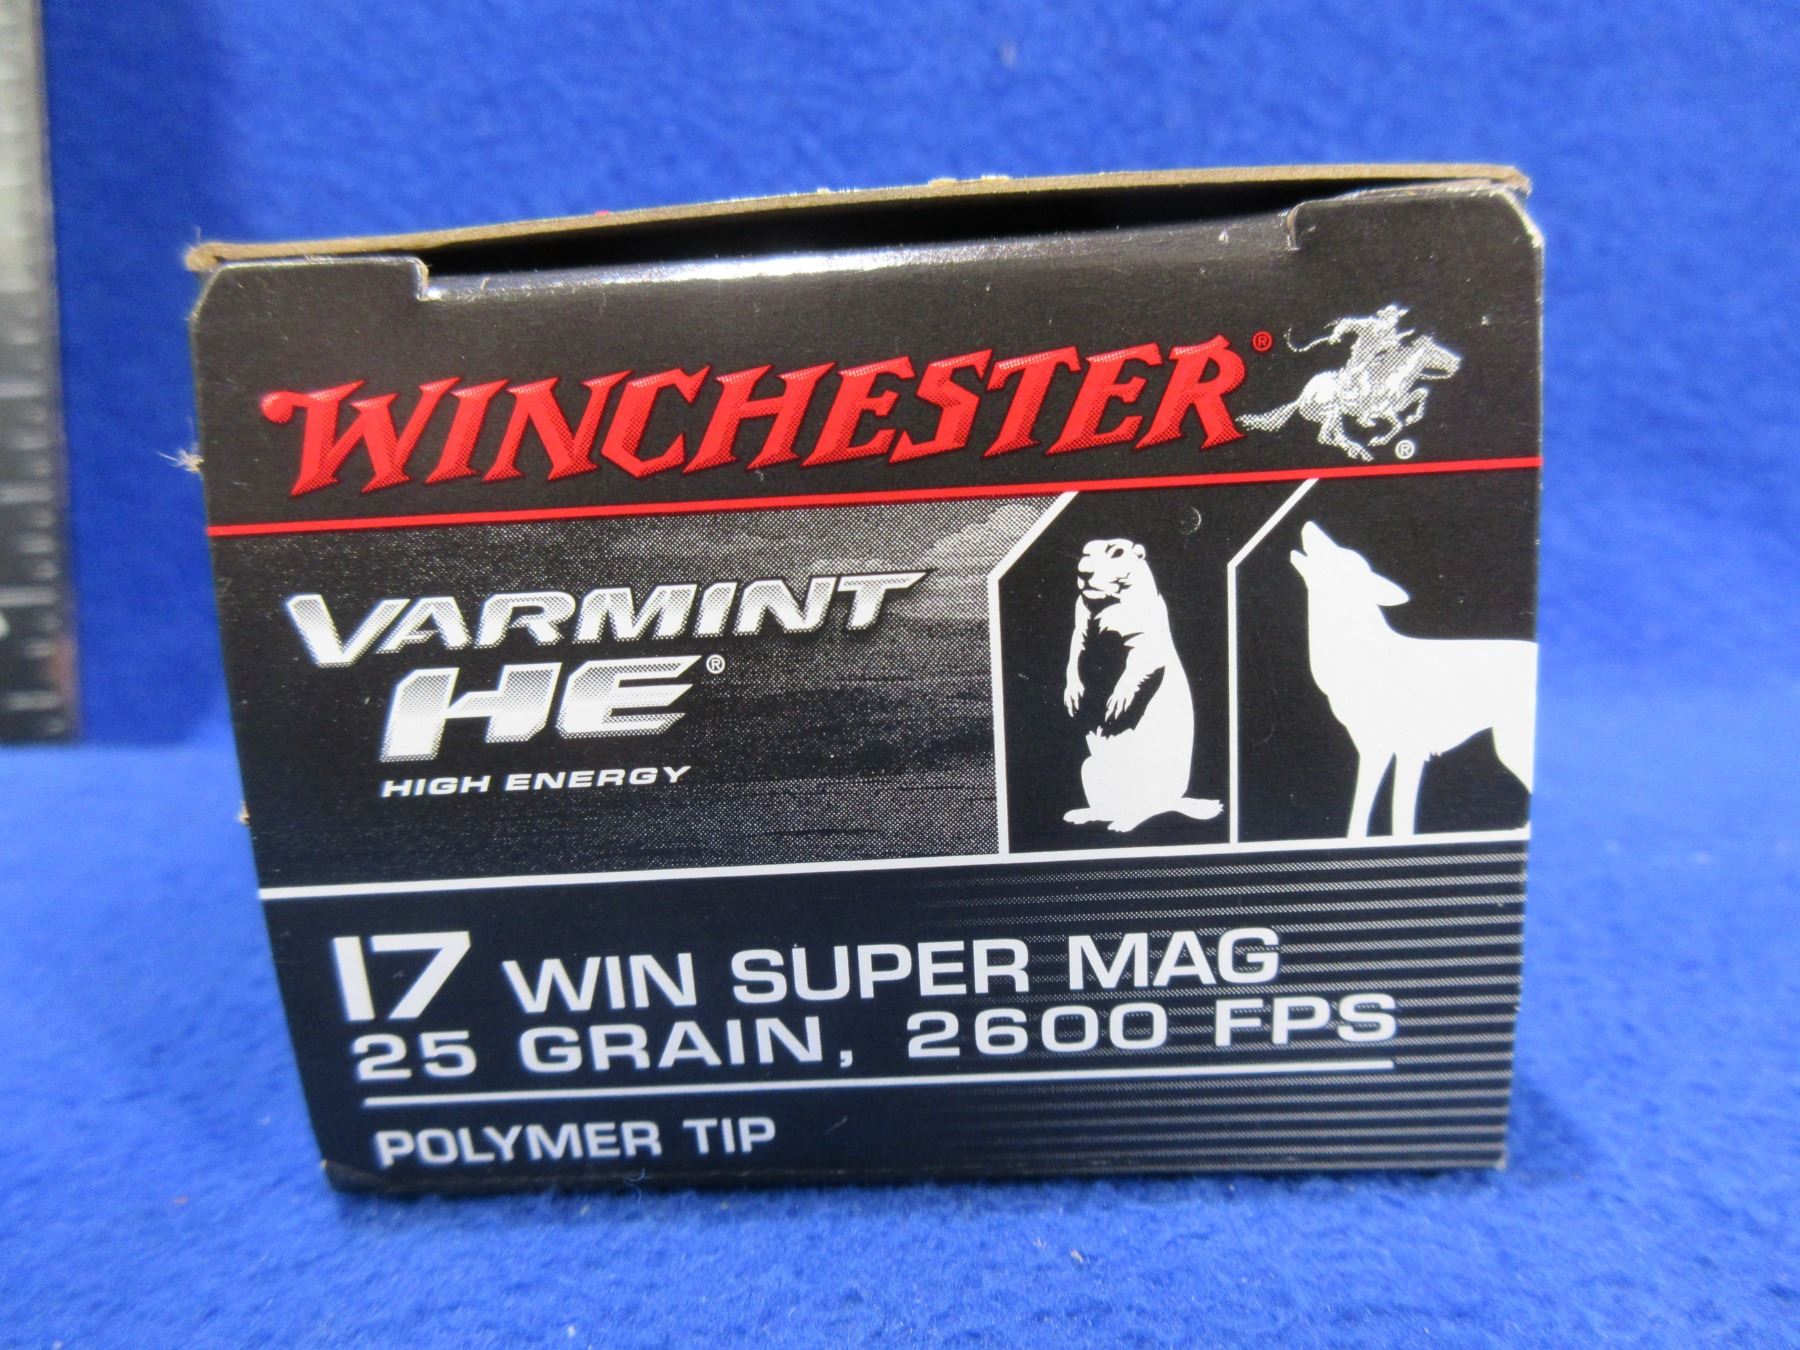 WINCHESTER®
®
VARMINT
HE®
HIGH ENERGY
17 WIN SUPER MAG
25 GRAIN, 2600 FPS
POLYMER TIP